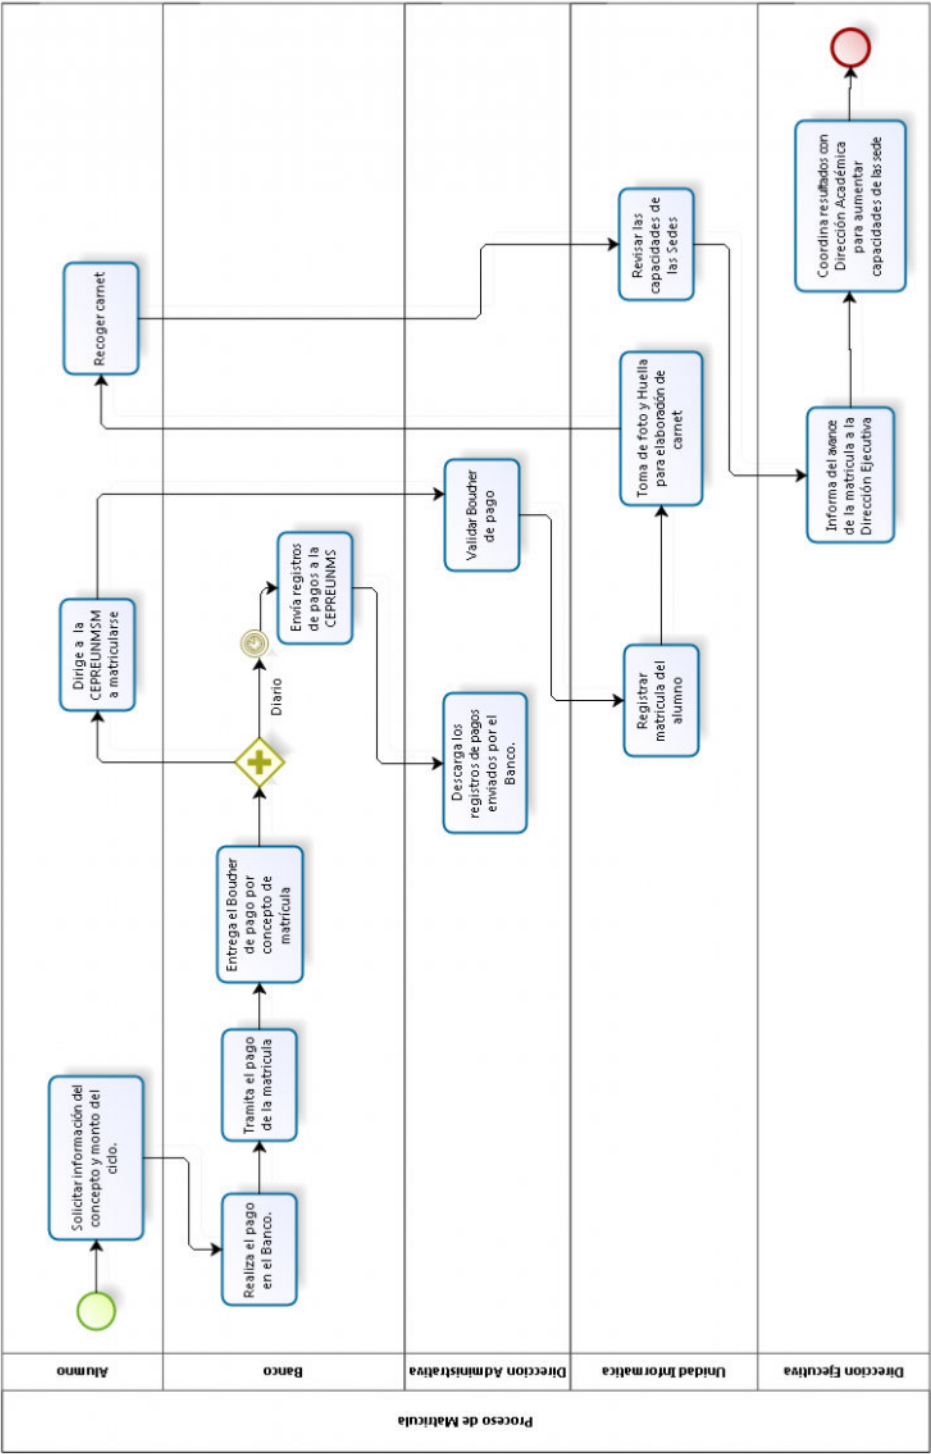 Proceso de Matricula
Alumno
Banco
Direccion Administrativa
Unidad Informatica
Direccion Ejecutiva
Solicitar información del
concepto y monto del
ciclo.
Realiza el pago
en el Banco.
Tramita el pago
de la matricula
Entrega el Boucher
de pago por
concepto de
matrícula
Diario
Dirige a la
CEPREUNMSM
a matricularse
Envía registros
de pagos a la
CEPREUNMS
Descarga los
registros de pagos
enviados por el
Banco.
Validar Boucher
de pago
Registrar
matricula del
alumno
Toma de foto y Huella
para elaboración de
carnet
Recoger carnet
Revisar las
capacidades de
las Sedes
Informa del avance
de la matricula a la
Dirección Ejecutiva
Coordina resultados con
Dirección Académica
para aumentar
capacidades de las sede